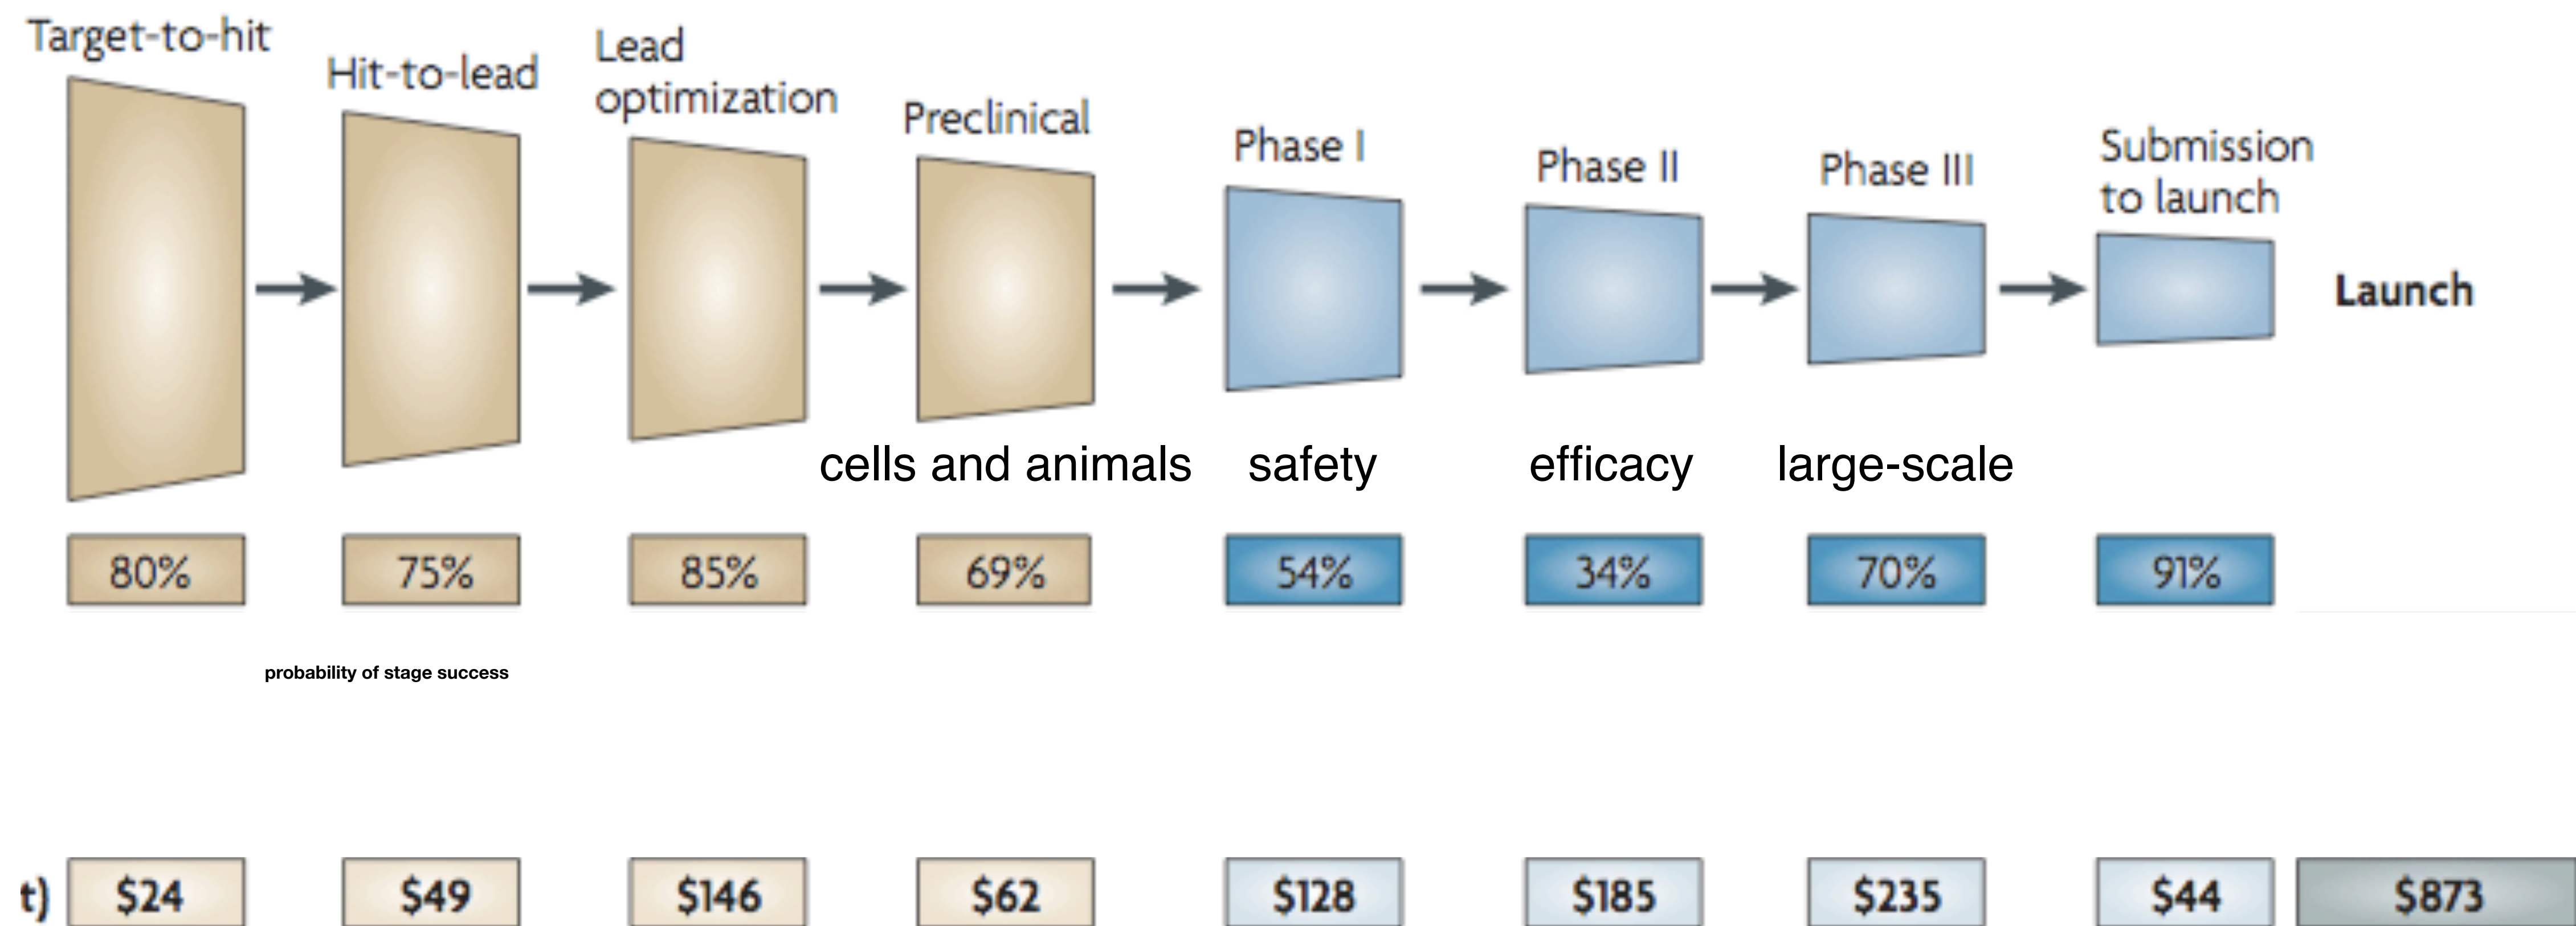 Target-to-hit
Hit-to-lead
Lead
optimization
Preclinical
Phase I
Phase II
Phase III
Submission
to launch
Launch
cells and animals
safety
efficacy
large-scale
80%
75%
85%
69%
54%
34%
70%
91%
probability of stage success
t)
$24
$49
$146
$62
$128
$185
$235
$44
$873